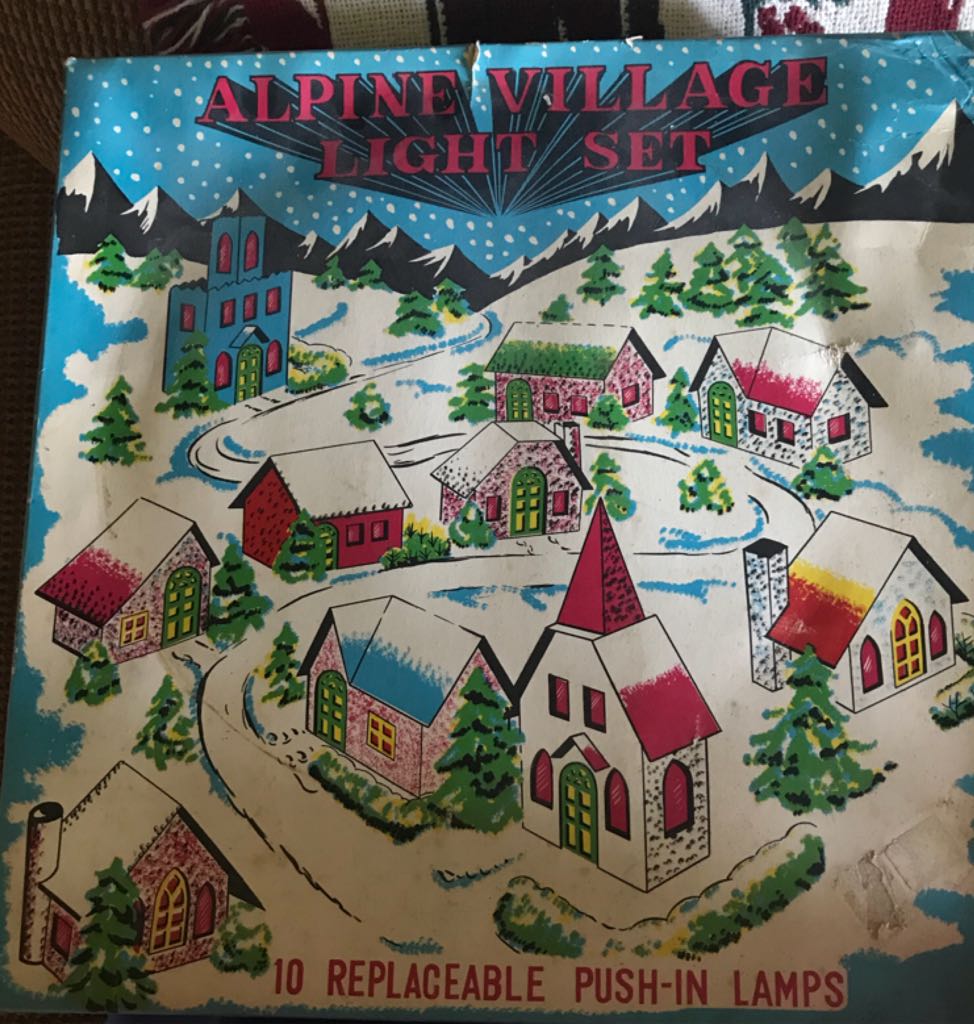 ALPINE VILLAGE
LIGHT SET
10 REPLACEABLE PUSH-IN LAMPS